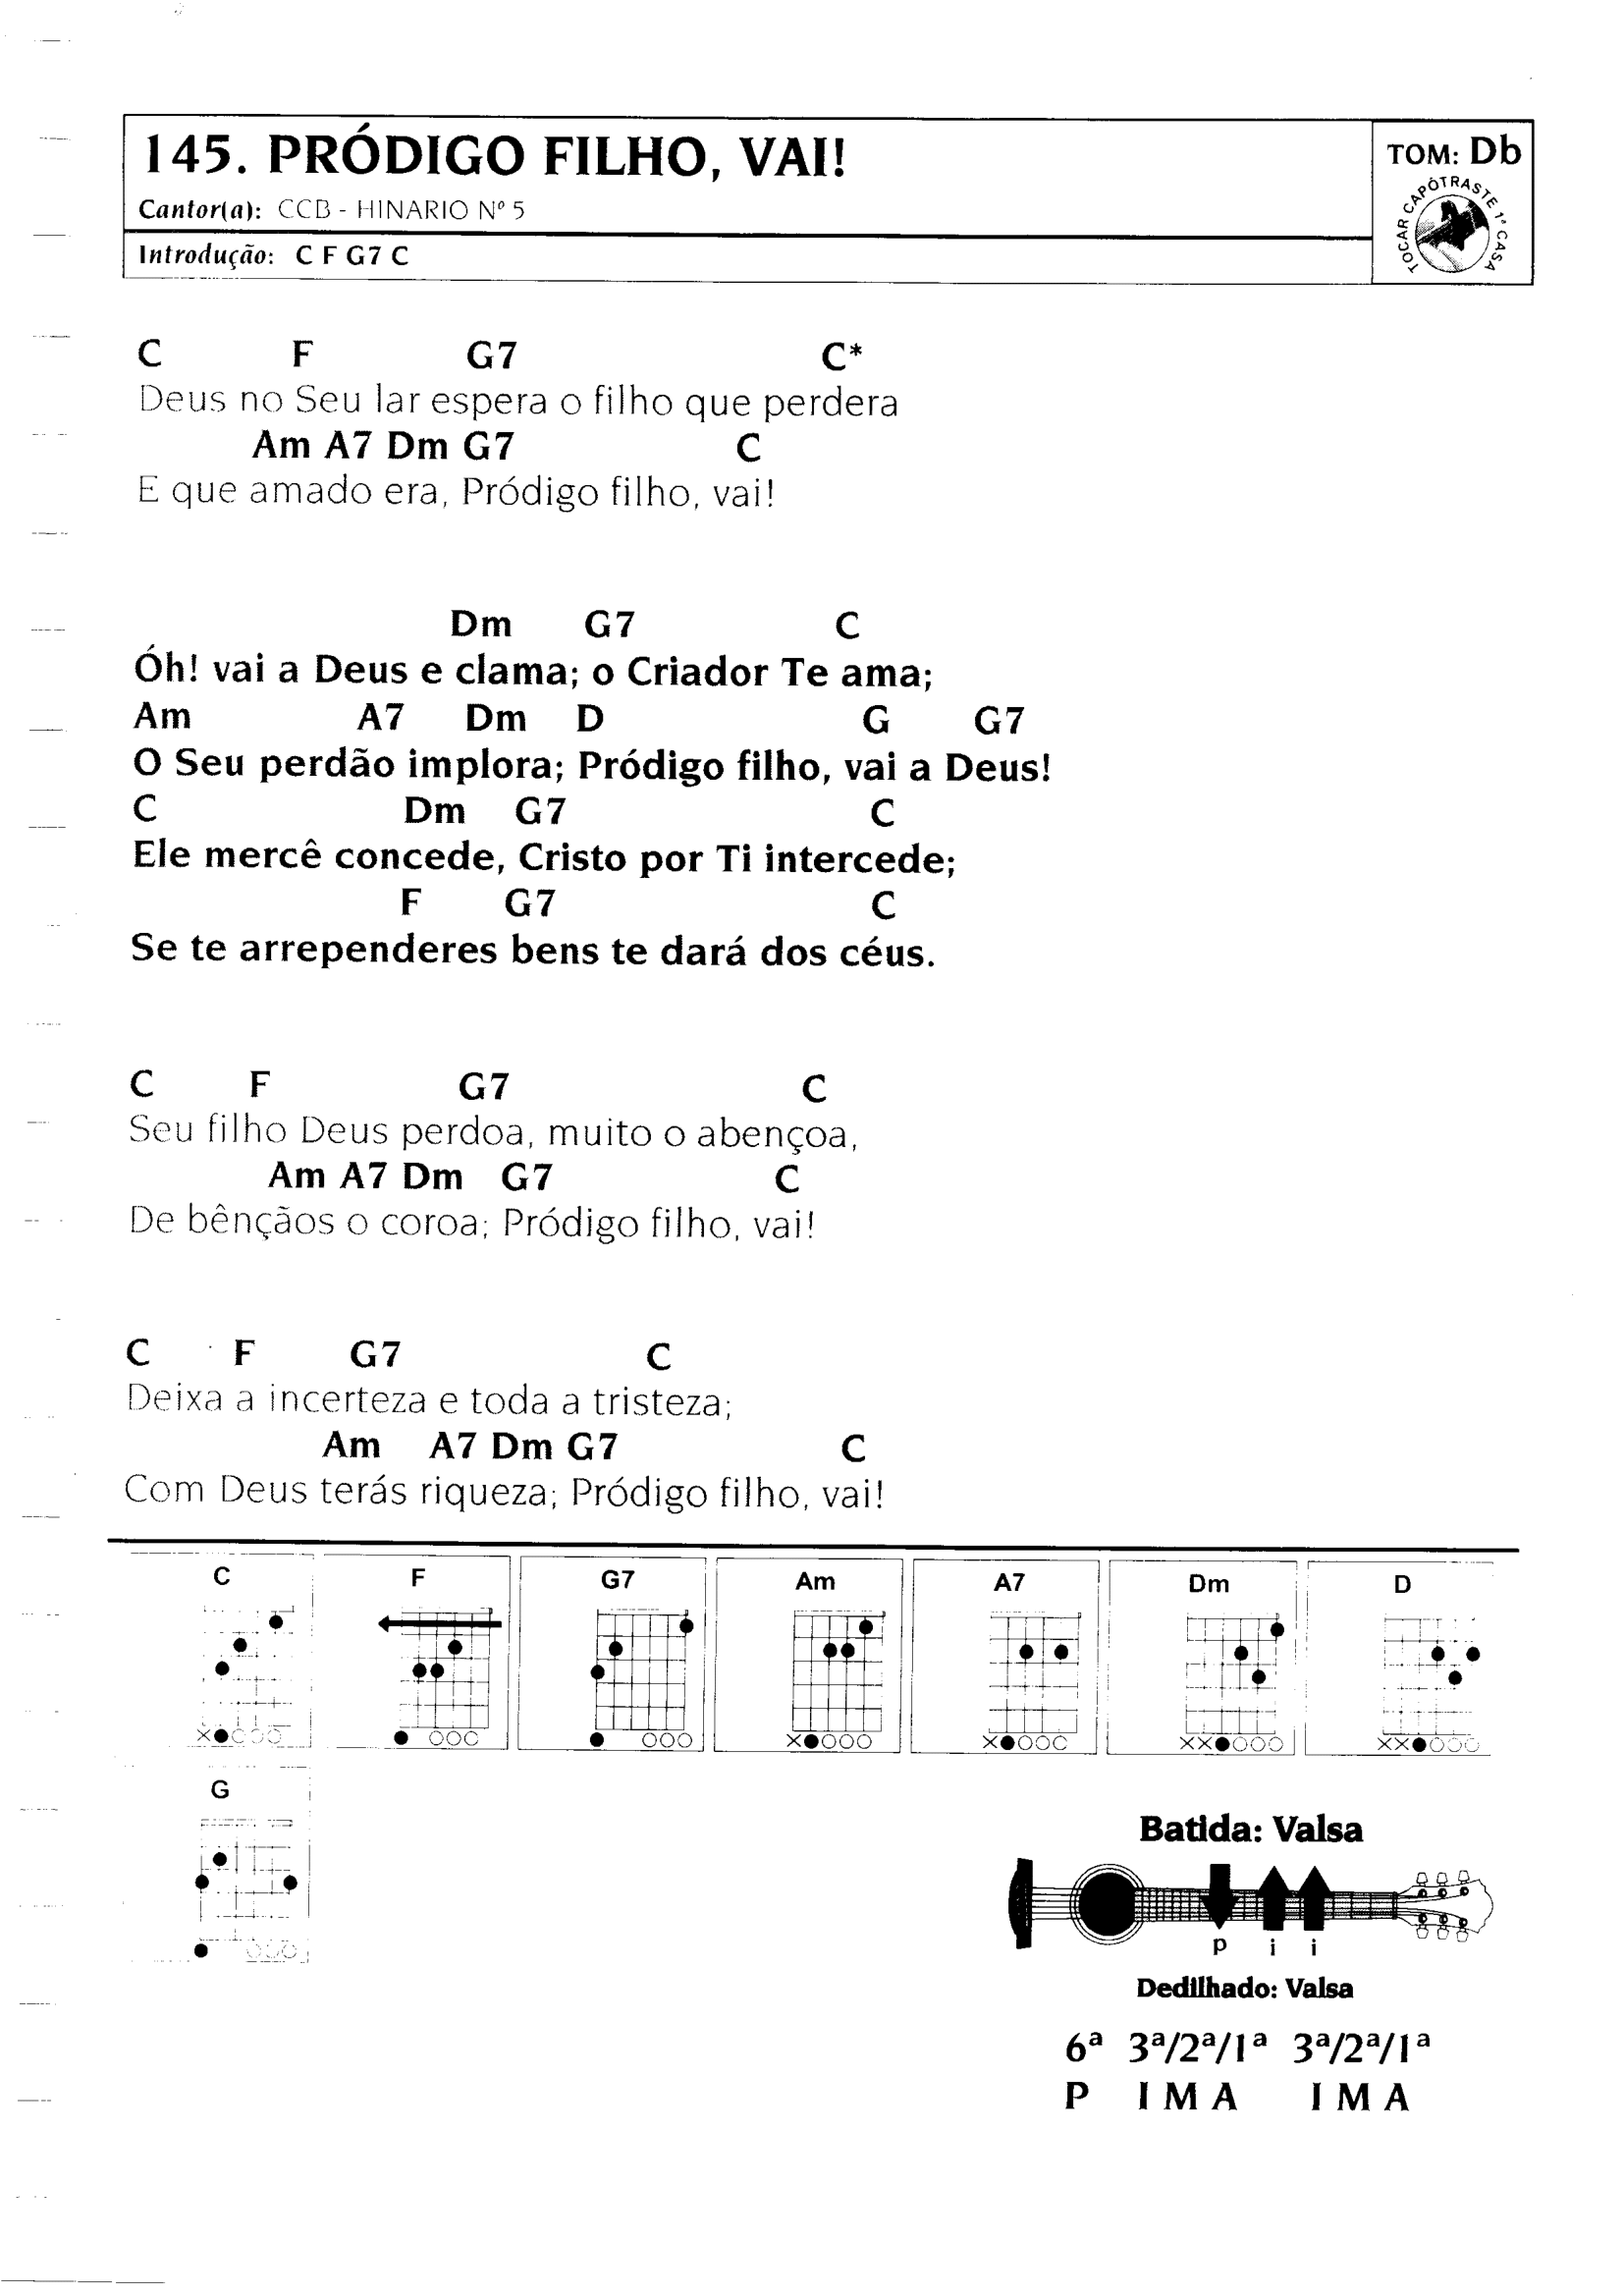 145. PRÓDIGO FILHO, VAI!
Cantor(a): CCB - HINARIO Nº 5
Introdução: C F G7 C
TOM: Db
TOCAR CAPÓTRASTE 1ª CASA
C F G7 C*
Deus no Seu lar espera o filho que perdera
Am A7 Dm G7 C
E que amado era, Pródigo filho, vai!
Dm G7 C
Óh! vai a Deus e clama; o Criador Te ama;
Am A7 Dm D G G7
O Seu perdão implora; Pródigo filho, vai a Deus!
C Dm G7 C
Ele mercê concede, Cristo por Ti intercede;
F G7 C
Se te arrependeres bens te dará dos céus.
C F G7 C
Seu filho Deus perdoa, muito o abençoa,
Am A7 Dm G7 C
De bênçãos o coroa; Pródigo filho, vai!
C F G7 C
Deixa a incerteza e toda a tristeza;
Am A7 Dm G7 C
Com Deus terás riqueza; Pródigo filho, vai!
C F G7 Am A7 Dm D
G
Batida: Valsa
p i i
Dedilhado: Valsa
6ª 3ª/2ª/1ª 3ª/2ª/1ª
P I M A I M A